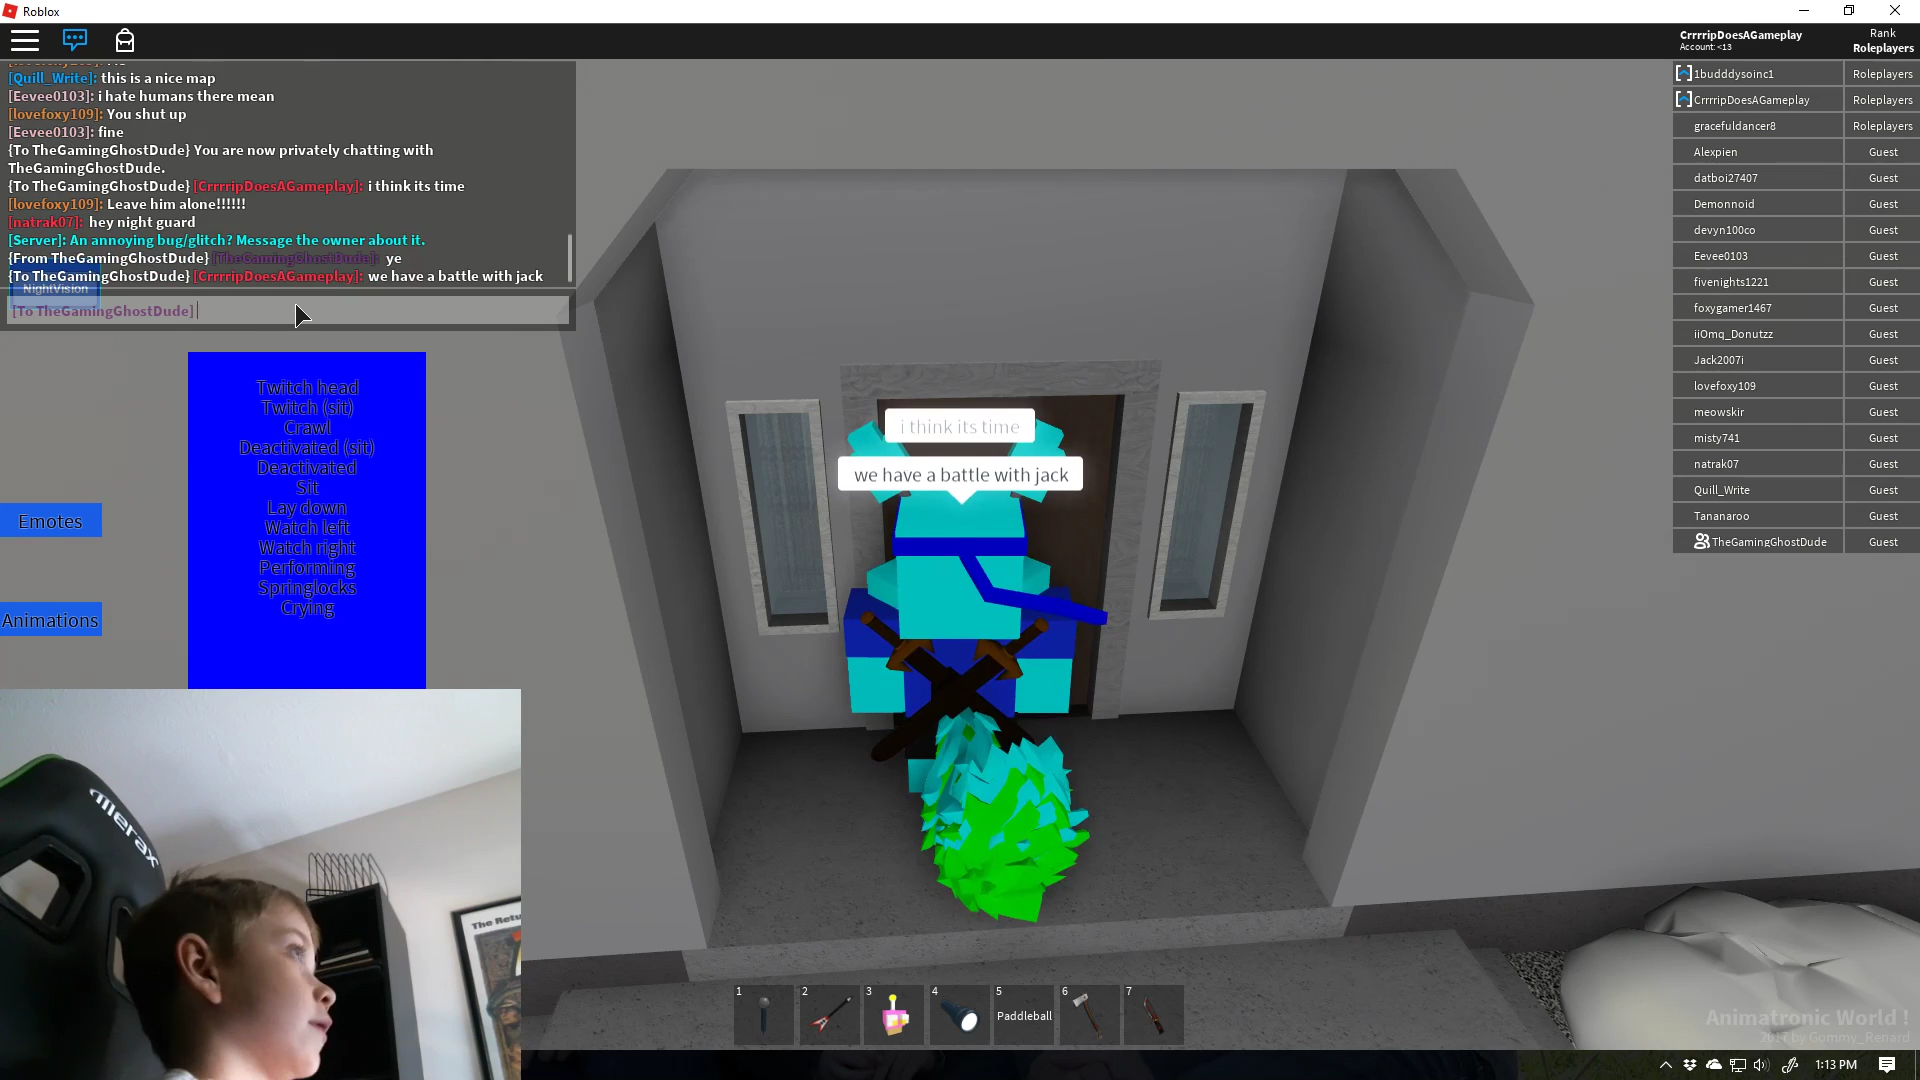 Roblox
CrrrripDoesAGameplay
Account: <13
Rank
Roleplayers
[Quill_Write]: this is a nice map
[Eevee0103]: i hate humans there mean
[lovefoxy109]: You shut up
[Eevee0103]: fine
{To TheGamingGhostDude} You are now privately chatting with
TheGamingGhostDude.
{To TheGamingGhostDude} [CrrrripDoesAGameplay]: i think its time
[lovefoxy109]: Leave him alone!!!!!!
[natrak07]: hey night guard
[Server]: An annoying bug/glitch? Message the owner about it.
{From TheGamingGhostDude} [TheGamingGhostDude]: ye
{To TheGamingGhostDude} [CrrrripDoesAGameplay]: we have a battle with jack
NightVision
[To TheGamingGhostDude]
1budddysoinc1 Roleplayers
CrrrripDoesAGameplay Roleplayers
gracefuldancer8 Roleplayers
Alexpien Guest
datboi27407 Guest
Demonnoid Guest
devyn100co Guest
Eevee0103 Guest
fivenights1221 Guest
foxygamer1467 Guest
iiOmq_Donutzz Guest
Jack2007i Guest
lovefoxy109 Guest
meowskir Guest
misty741 Guest
natrak07 Guest
Quill_Write Guest
Tananaroo Guest
TheGamingGhostDude Guest
Twitch head
Twitch (sit)
Crawl
Deactivated (sit)
Deactivated
Sit
Lay down
Watch left
Watch right
Performing
Springlocks
Crying
Emotes
Animations
i think its time
we have a battle with jack
merax
The Retu
1 2 3 4 5 6 7
Paddleball
Animatronic World !
2017 by Gommy_Renard
1:13 PM